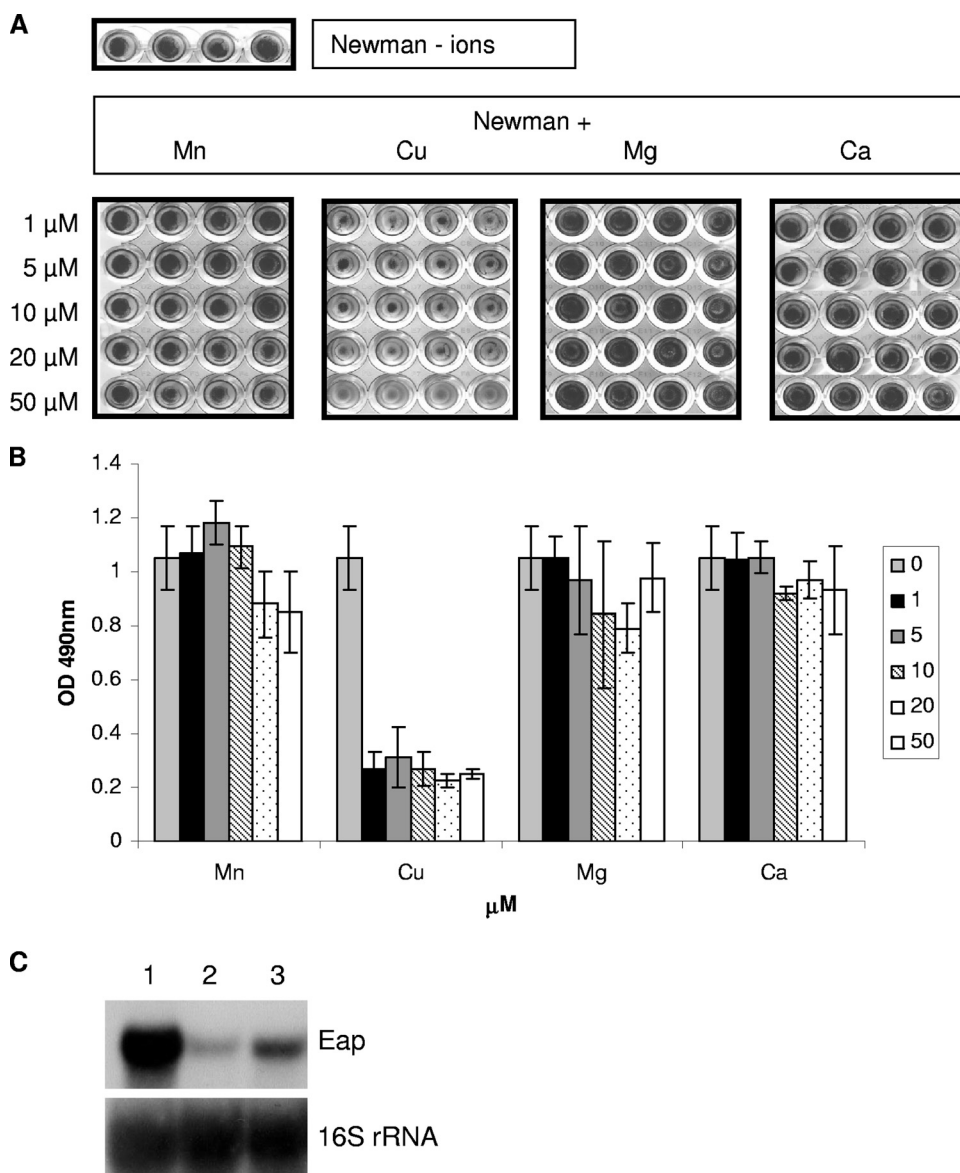 A
Newman - ions
Newman +
Mn Cu Mg Ca
1 µM
5 µM
10 µM
20 µM
50 µM
B
1.4
1.2
1
0.8
0.6
0.4
0.2
0
OD 490nm
Mn Cu Mg Ca
µM
0
1
5
10
20
50
C
1 2 3
Eap
16S rRNA